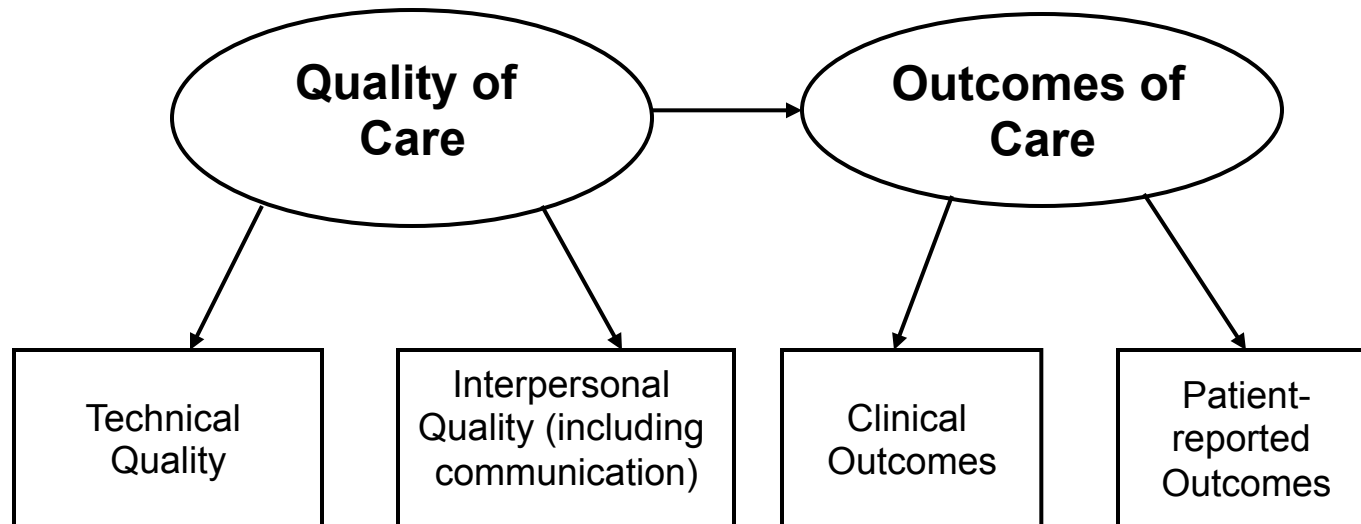 Quality of
Care
Outcomes of
Care
Technical
Quality
Interpersonal
Quality (including
communication)
Clinical
Outcomes
Patient-
reported
Outcomes